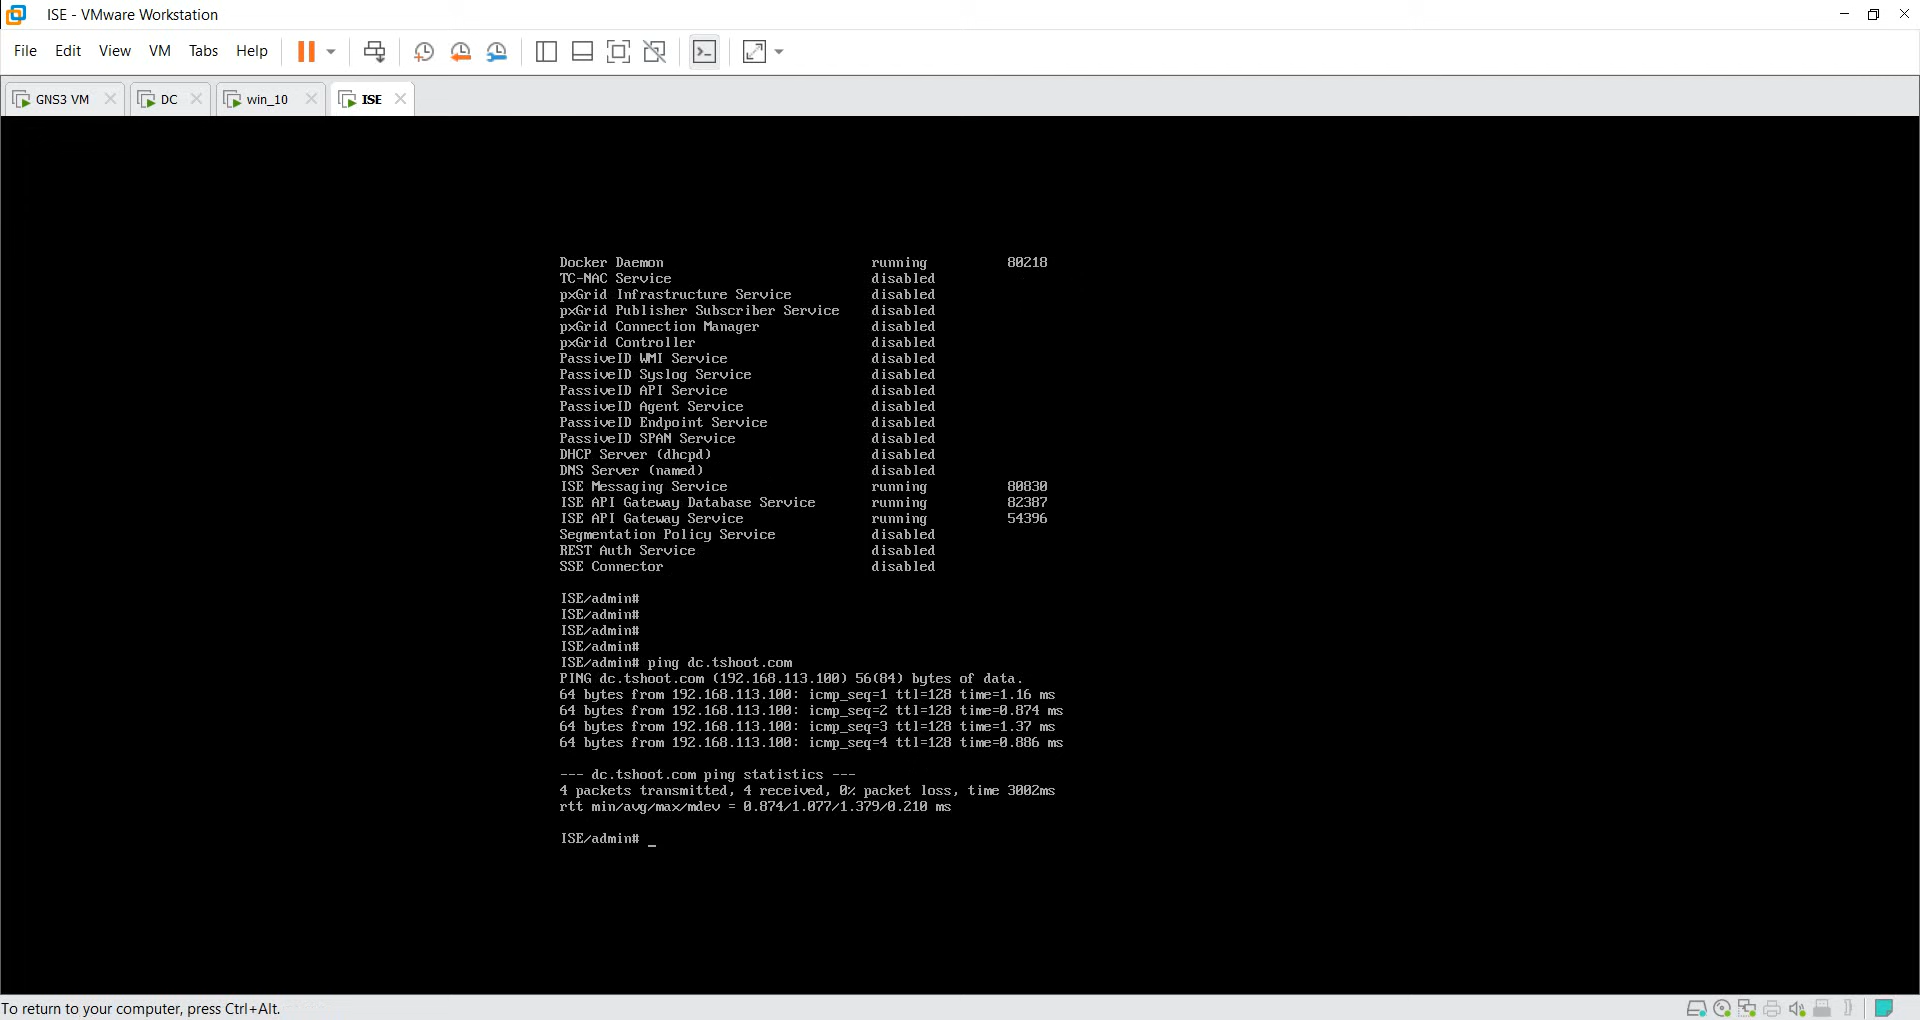 ISE - VMware Workstation
File Edit View VM Tabs Help
GNS3 VM DC win_10 ISE
Docker Daemon running 80218
TC-NAC Service disabled
pxGrid Infrastructure Service disabled
pxGrid Publisher Subscriber Service disabled
pxGrid Connection Manager disabled
pxGrid Controller disabled
PassiveID WMI Service disabled
PassiveID Syslog Service disabled
PassiveID API Service disabled
PassiveID Agent Service disabled
PassiveID Endpoint Service disabled
PassiveID SPAN Service disabled
DHCP Server (dhcpd) disabled
DNS Server (named) disabled
ISE Messaging Service running 80830
ISE API Gateway Database Service running 82387
ISE API Gateway Service running 54396
Segmentation Policy Service disabled
REST Auth Service disabled
SSE Connector disabled
ISE/admin#
ISE/admin#
ISE/admin#
ISE/admin#
ISE/admin# ping dc.tshoot.com
PING dc.tshoot.com (192.168.113.100) 56(84) bytes of data.
64 bytes from 192.168.113.100: icmp_seq=1 ttl=128 time=1.16 ms
64 bytes from 192.168.113.100: icmp_seq=2 ttl=128 time=0.874 ms
64 bytes from 192.168.113.100: icmp_seq=3 ttl=128 time=1.37 ms
64 bytes from 192.168.113.100: icmp_seq=4 ttl=128 time=0.886 ms
--- dc.tshoot.com ping statistics ---
4 packets transmitted, 4 received, 0% packet loss, time 3002ms
rtt min/avg/max/mdev = 0.874/1.077/1.379/0.210 ms
ISE/admin# _
To return to your computer, press Ctrl+Alt.